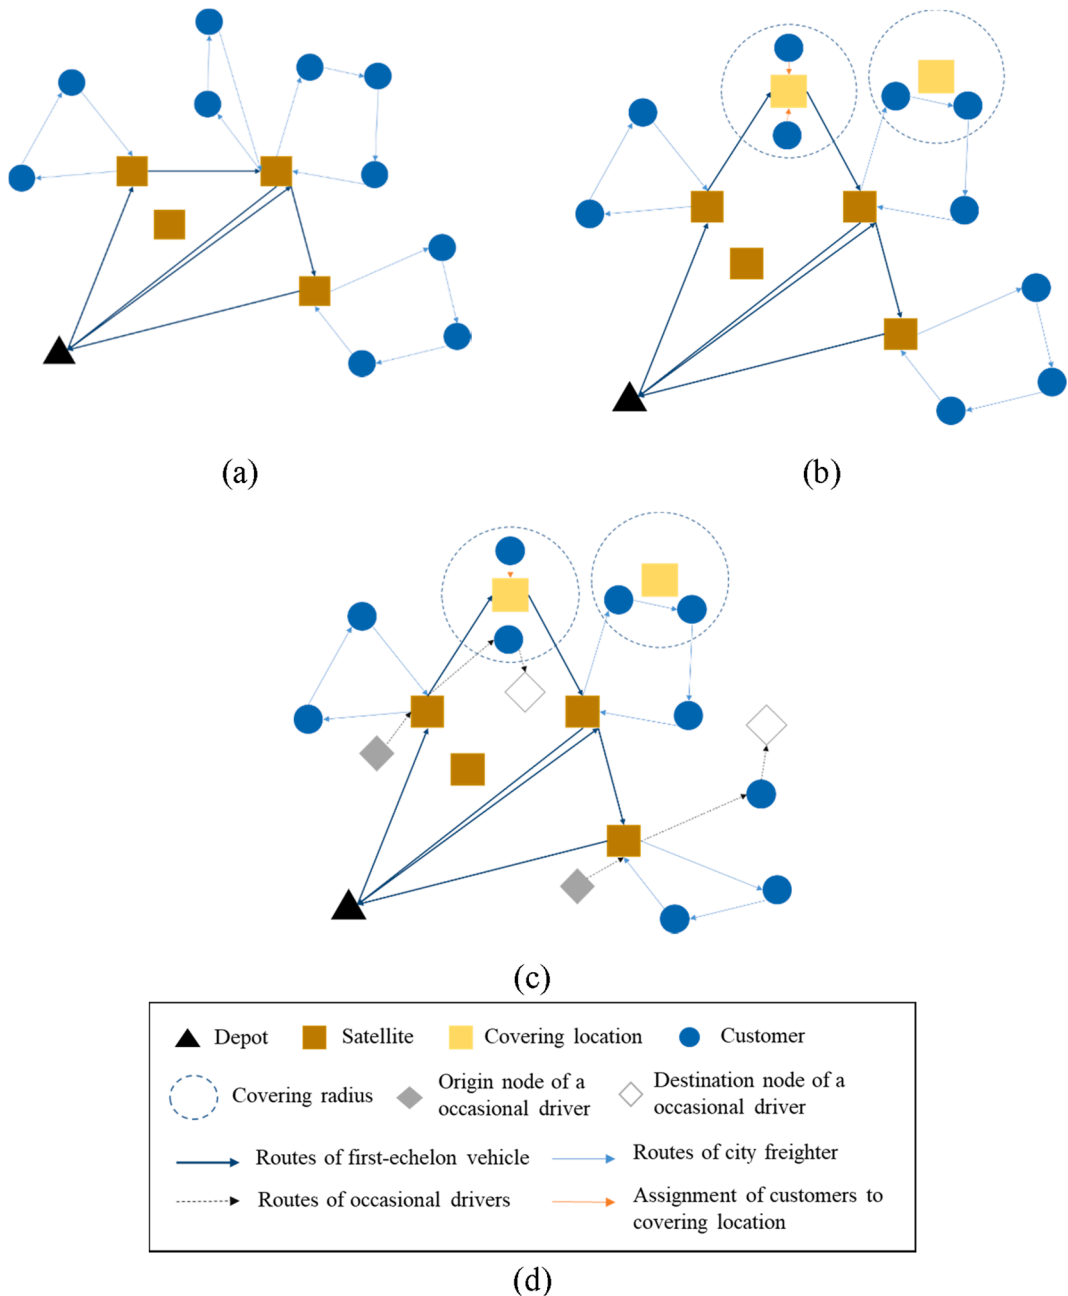 (a)
(b)
(c)
Depot
Satellite
Covering location
Customer
Covering radius
Origin node of a
occasional driver
Destination node of a
occasional driver
Routes of first-echelon vehicle
Routes of city freighter
Routes of occasional drivers
Assignment of customers to
covering location
(d)